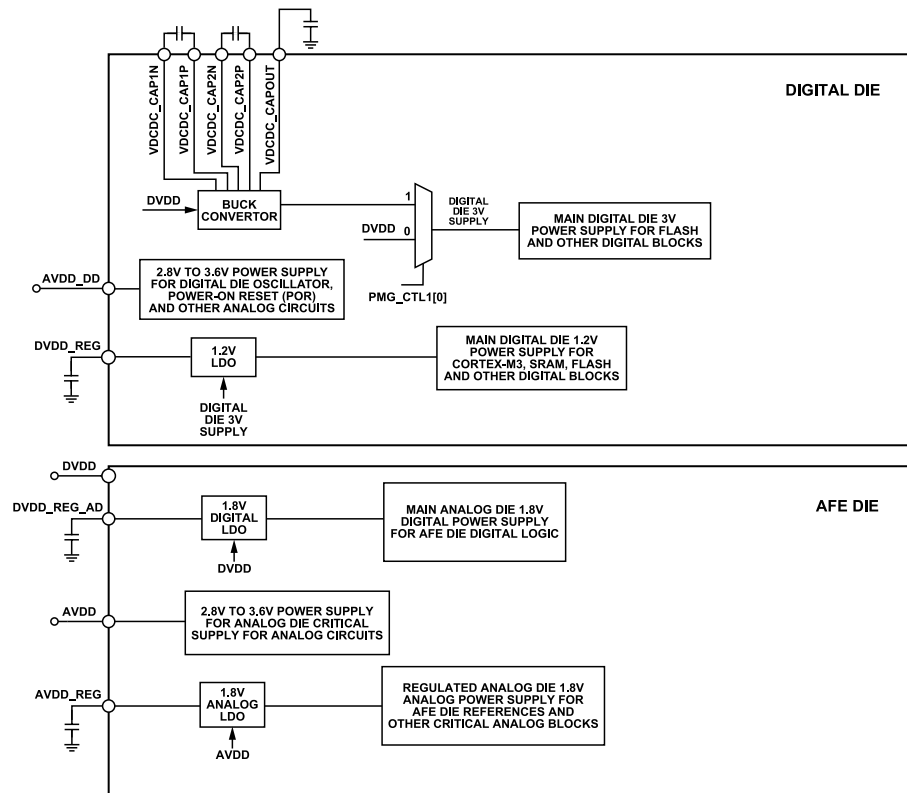 VDCDC_CAP1N
VDCDC_CAP1P
VDCDC_CAP2N
VDCDC_CAP2P
VDCDC_CAPOUT
DIGITAL DIE
DVDD
BUCK
CONVERTOR
1
DVDD
0
DIGITAL
DIE 3V
SUPPLY
MAIN DIGITAL DIE 3V
POWER SUPPLY FOR FLASH
AND OTHER DIGITAL BLOCKS
PMG_CTL1[0]
AVDD_DD
2.8V TO 3.6V POWER SUPPLY
FOR DIGITAL DIE OSCILLATOR,
POWER-ON RESET (POR)
AND OTHER ANALOG CIRCUITS
DVDD_REG
1.2V
LDO
DIGITAL
DIE 3V
SUPPLY
MAIN DIGITAL DIE 1.2V
POWER SUPPLY FOR
CORTEX-M3, SRAM, FLASH
AND OTHER DIGITAL BLOCKS
DVDD
AFE DIE
DVDD_REG_AD
1.8V
DIGITAL
LDO
DVDD
MAIN ANALOG DIE 1.8V
DIGITAL POWER SUPPLY
FOR AFE DIE DIGITAL LOGIC
AVDD
2.8V TO 3.6V POWER SUPPLY
FOR ANALOG DIE CRITICAL
SUPPLY FOR ANALOG CIRCUITS
AVDD_REG
1.8V
ANALOG
LDO
AVDD
REGULATED ANALOG DIE 1.8V
ANALOG POWER SUPPLY FOR
AFE DIE REFERENCES AND
OTHER CRITICAL ANALOG BLOCKS